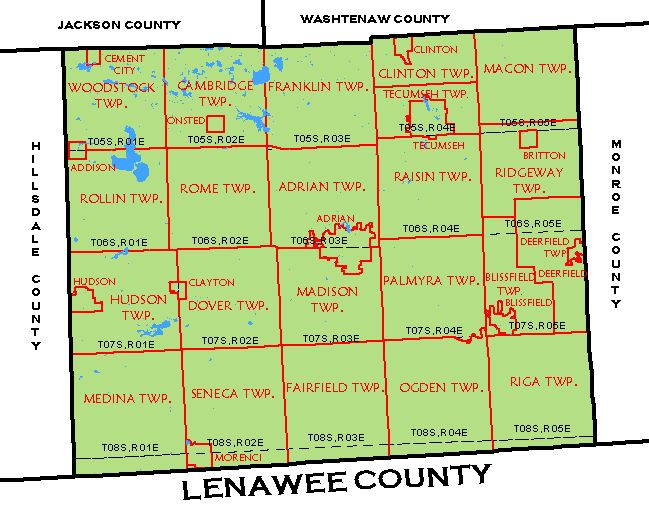 JACKSON COUNTY
WASHTENAW COUNTY
CEMENT
CITY
CLINTON
WOODSTOCK
TWP.
CAMBRIDGE
TWP.
FRANKLIN TWP.
CLINTON TWP.
MACON TWP.
TECUMSEH TWP.
ONSTED
T05S,R01E
T05S,R02E
T05S,R03E
T05S,R04E
T05S,R05E
TECUMSEH
HILLSDALE COUNTY
MONROE COUNTY
ADDISON
BRITTON
ROLLIN TWP.
ROME TWP.
ADRIAN TWP.
RAISIN TWP.
RIDGEWAY
TWP.
ADRIAN
T06S,R01E
T06S,R02E
T06S,R03E
T06S,R04E
T06S,R05E
DEERFIELD
TWP
DEERFIELD
HUDSON
CLAYTON
HUDSON
TWP.
DOVER TWP.
MADISON
TWP.
PALMYRA TWP.
BLISSFIELD
TWP.
BLISSFIELD
T07S,R01E
T07S,R02E
T07S,R03E
T07S,R04E
T07S,R05E
MEDINA TWP.
SENECA TWP.
FAIRFIELD TWP.
OGDEN TWP.
RIGA TWP.
T08S,R01E
T08S,R02E
T08S,R03E
T08S,R04E
T08S,R05E
MORENCI
LENAWEE COUNTY